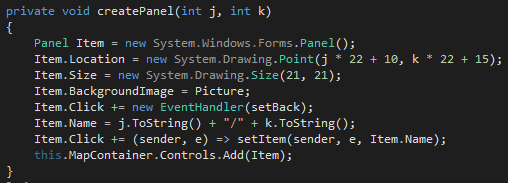 private void createPanel(int j, int k)
{
Panel Item = new System.Windows.Forms.Panel();
Item.Location = new System.Drawing.Point(j * 22 + 10, k * 22 + 15);
Item.Size = new System.Drawing.Size(21, 21);
Item.BackgroundImage = Picture;
Item.Click += new EventHandler(setBack);
Item.Name = j.ToString() + "/" + k.ToString();
Item.Click += (sender, e) => setItem(sender, e, Item.Name);
this.MapContainer.Controls.Add(Item);
}